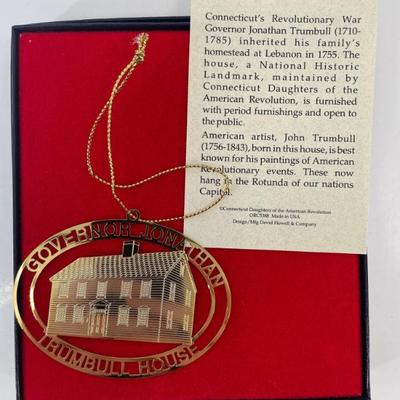 Connecticut's Revolutionary War
Governor Jonathan Trumbull (1710-
1785) inherited his family's
homestead at Lebanon in 1755. The
house, a National Historic
Landmark, maintained by
Connecticut Daughters of the
American Revolution, is furnished
with period furnishings and open to
the public.
American artist, John Trumbull
(1756-1843), born in this house, is best
known for his paintings of American
Revolutionary events. These now
hang in the Rotunda of our nations
Capitol.
©Connecticut Daughters of the American Revolution
Made in USA
Design/Mfg David Howell & Company
GOVERNOR JONATHAN
TRUMBULL HOUSE